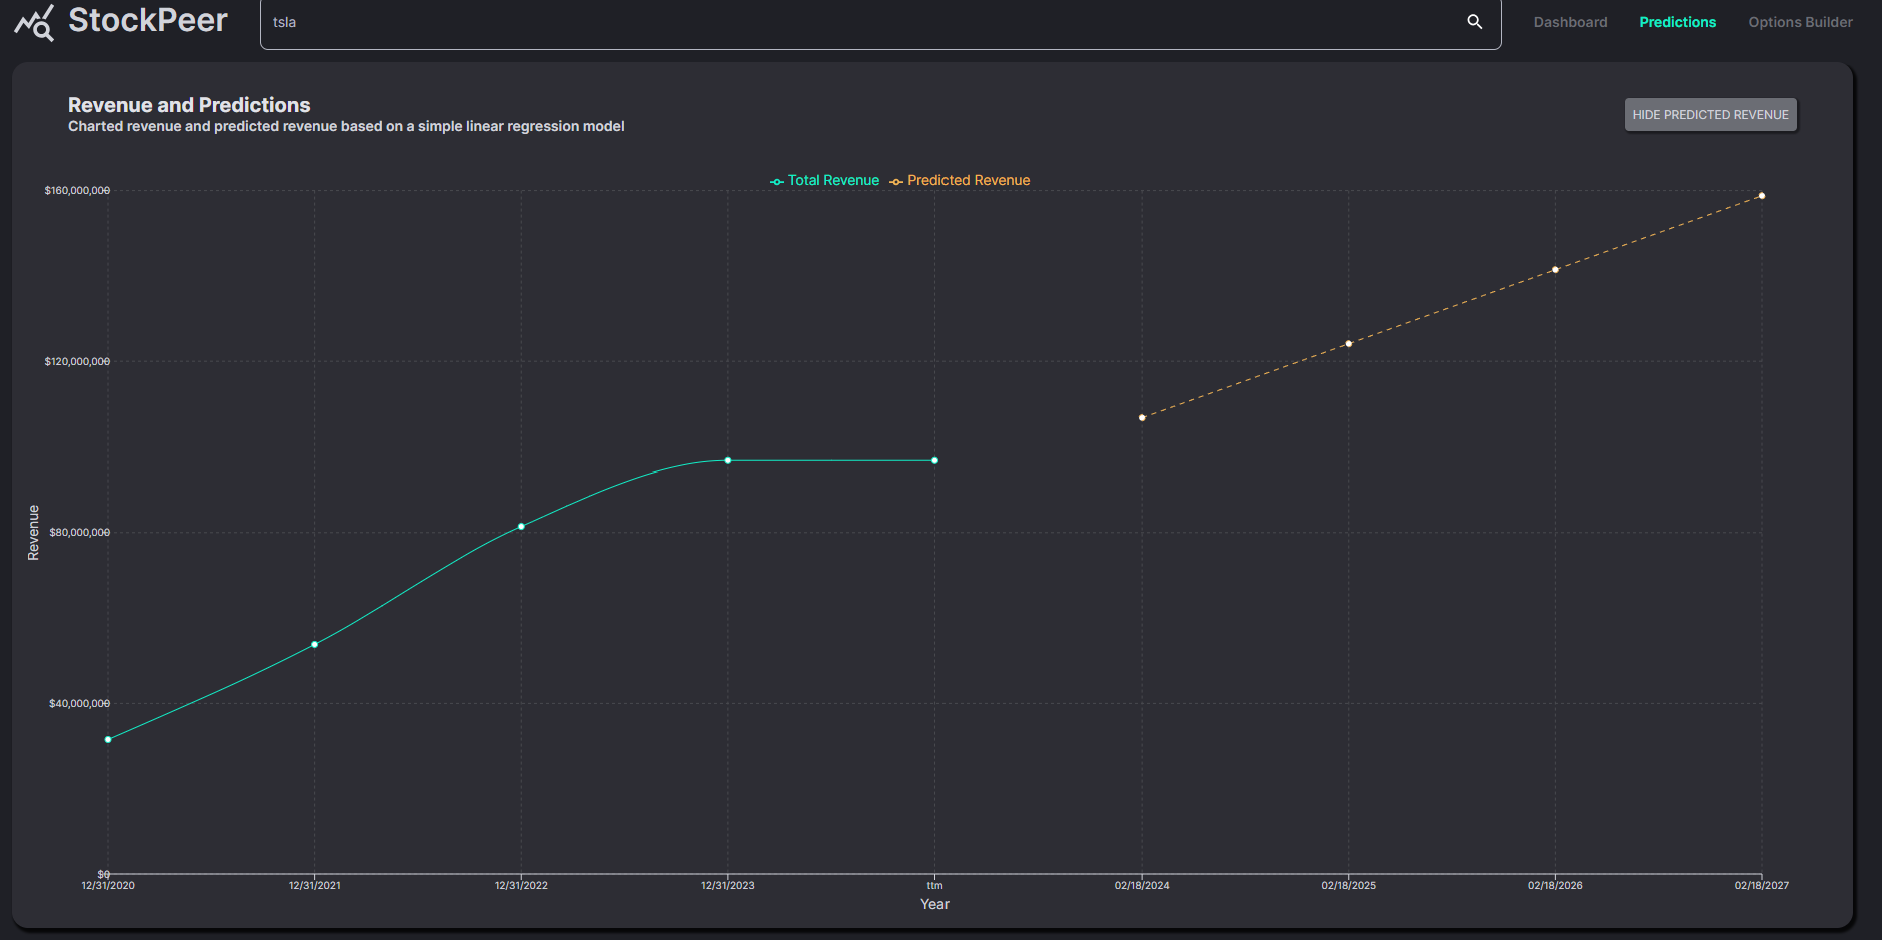 StockPeer
tsla
Dashboard
Predictions
Options Builder
Revenue and Predictions
Charted revenue and predicted revenue based on a simple linear regression model
HIDE PREDICTED REVENUE
Total Revenue
Predicted Revenue
$160,000,000
$120,000,000
$80,000,000
$40,000,000
$0
Revenue
12/31/2020
12/31/2021
12/31/2022
12/31/2023
ttm
02/18/2024
02/18/2025
02/18/2026
02/18/2027
Year